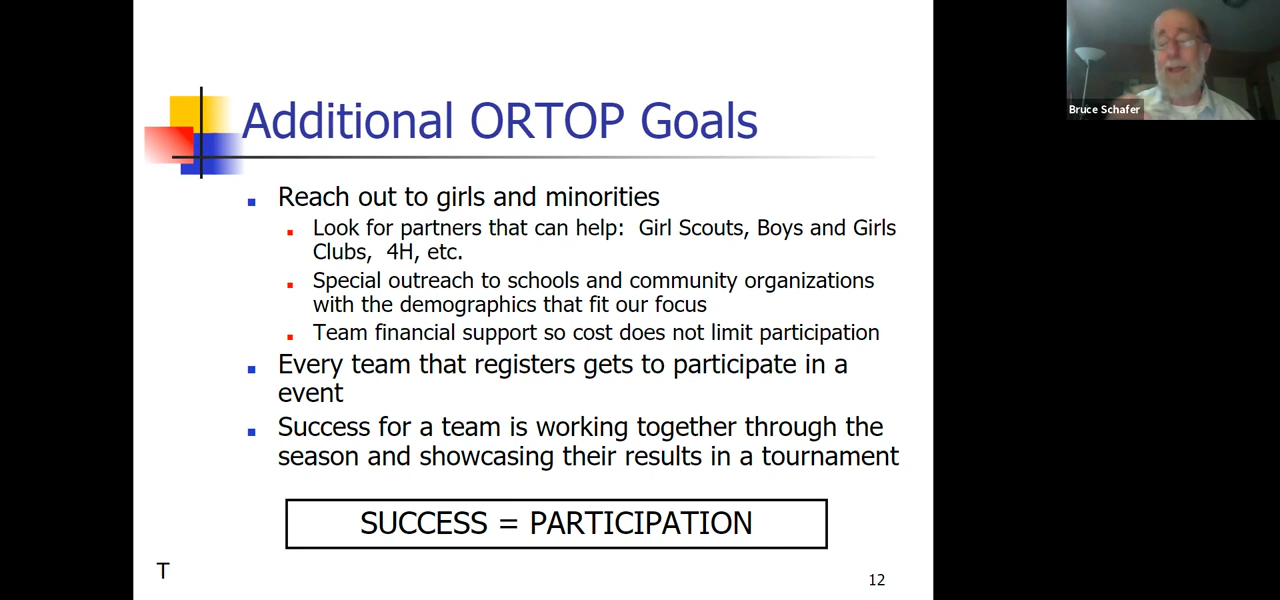 Additional ORTOP Goals
Reach out to girls and minorities
Look for partners that can help: Girl Scouts, Boys and Girls
Clubs, 4H, etc.
Special outreach to schools and community organizations
with the demographics that fit our focus
Team financial support so cost does not limit participation
Every team that registers gets to participate in a
event
Success for a team is working together through the
season and showcasing their results in a tournament
SUCCESS = PARTICIPATION
T
12
Bruce Schafer